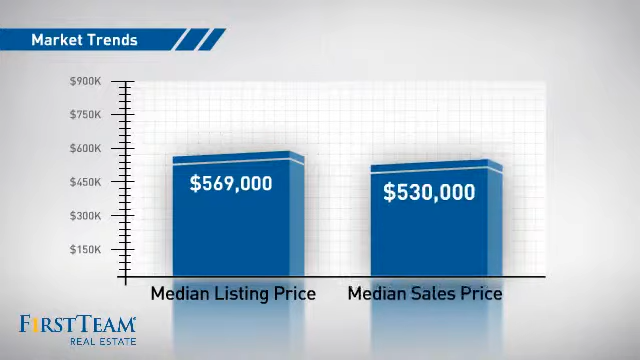 Market Trends
$900K
$750K
$600K
$450K
$300K
$150K
$569,000
$530,000
Median Listing Price
Median Sales Price
FIRSTTEAM®
REAL ESTATE